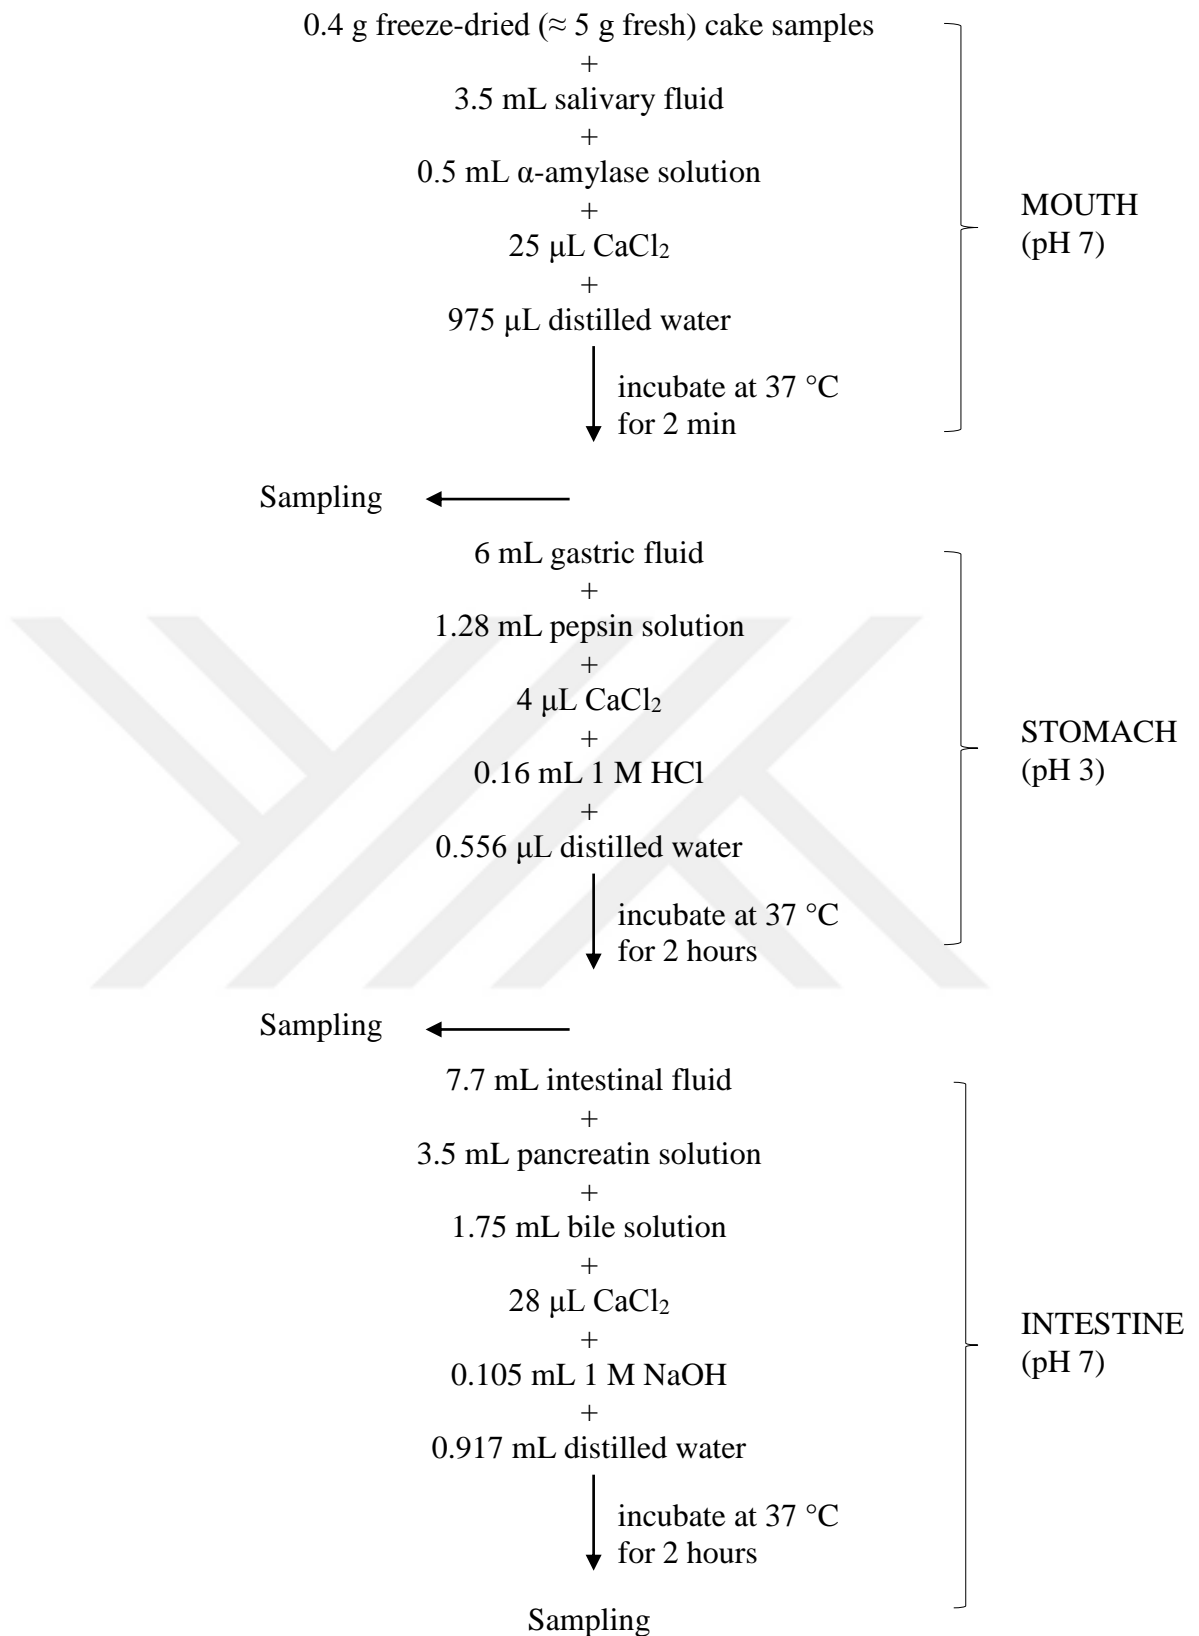 0.4 g freeze-dried (≈ 5 g fresh) cake samples
+
3.5 mL salivary fluid
+
0.5 mL α-amylase solution
+
25 μL CaCl₂
+
975 μL distilled water
incubate at 37 °C
for 2 min
MOUTH
(pH 7)
Sampling
6 mL gastric fluid
+
1.28 mL pepsin solution
+
4 μL CaCl₂
+
0.16 mL 1 M HCl
+
0.556 μL distilled water
incubate at 37 °C
for 2 hours
STOMACH
(pH 3)
Sampling
7.7 mL intestinal fluid
+
3.5 mL pancreatin solution
+
1.75 mL bile solution
+
28 μL CaCl₂
+
0.105 mL 1 M NaOH
+
0.917 mL distilled water
incubate at 37 °C
for 2 hours
INTESTINE
(pH 7)
Sampling